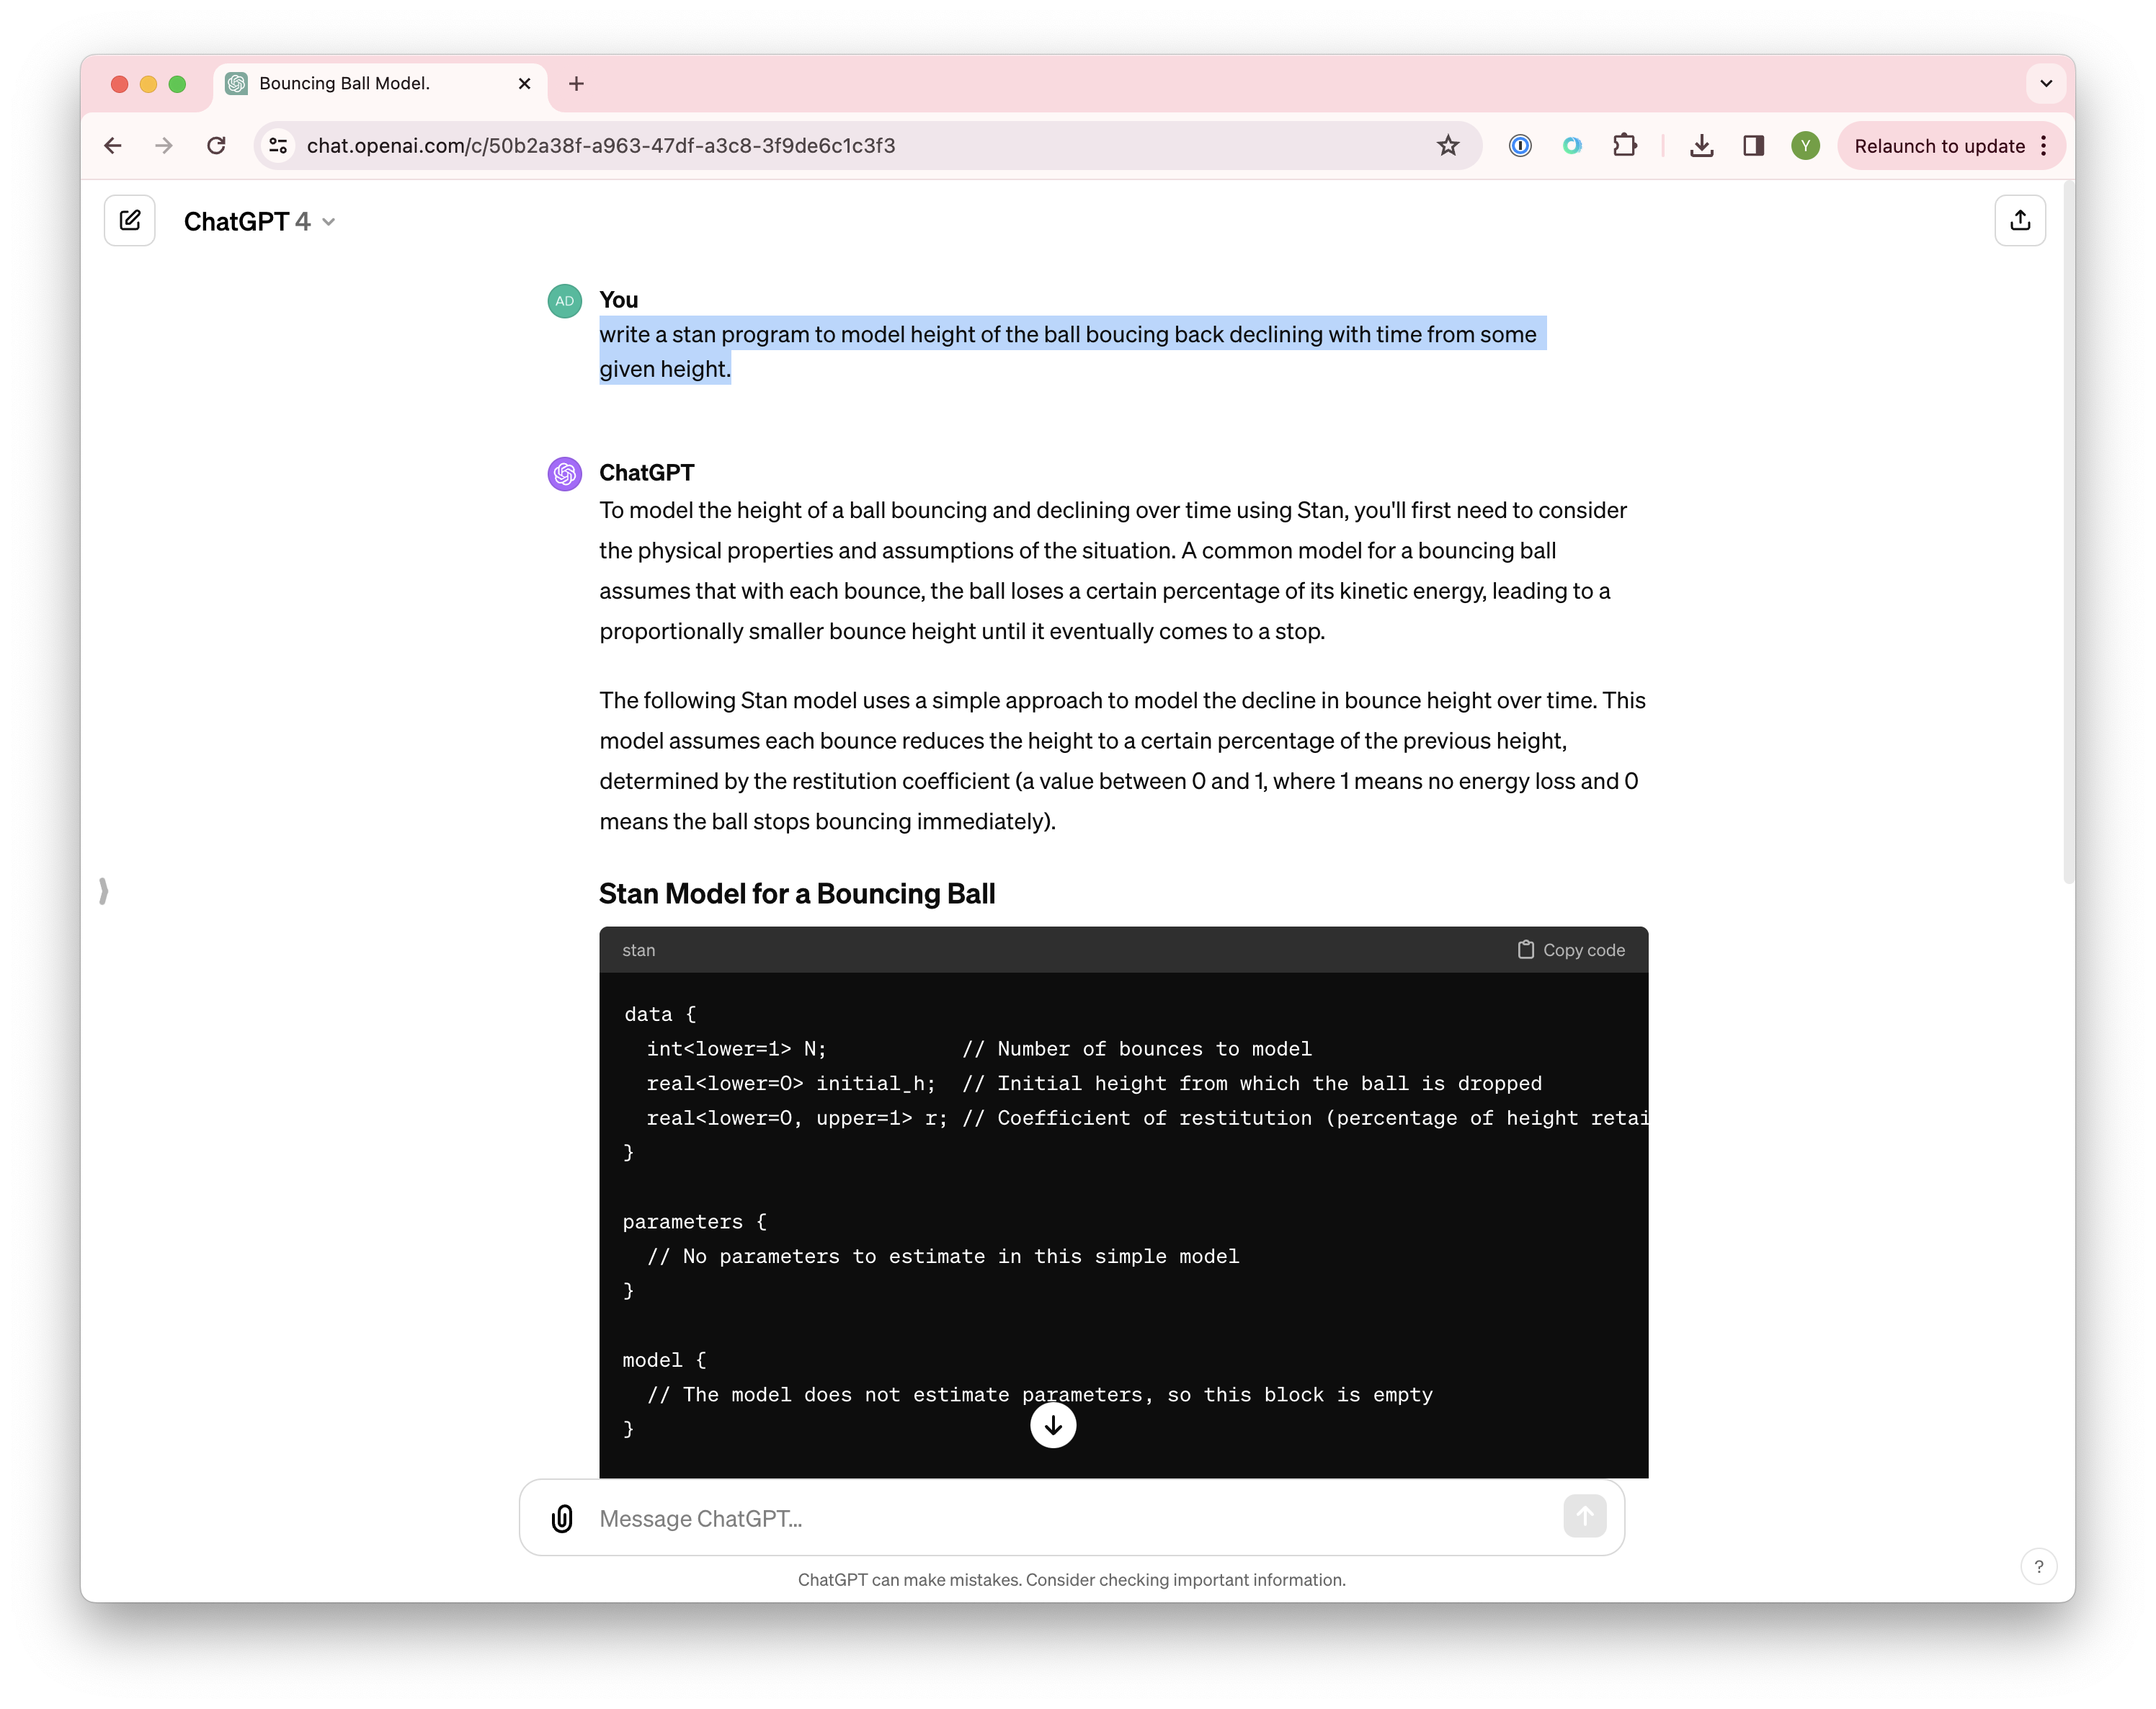 Bouncing Ball Model.
chat.openai.com/c/50b2a38f-a963-47df-a3c8-3f9de6c1c3f3
Y
Relaunch to update
ChatGPT 4
AD
You
write a stan program to model height of the ball boucing back declining with time from some
given height.
ChatGPT
To model the height of a ball bouncing and declining over time using Stan, you'll first need to consider
the physical properties and assumptions of the situation. A common model for a bouncing ball
assumes that with each bounce, the ball loses a certain percentage of its kinetic energy, leading to a
proportionally smaller bounce height until it eventually comes to a stop.
The following Stan model uses a simple approach to model the decline in bounce height over time. This
model assumes each bounce reduces the height to a certain percentage of the previous height,
determined by the restitution coefficient (a value between 0 and 1, where 1 means no energy loss and 0
means the ball stops bouncing immediately).
Stan Model for a Bouncing Ball
stan
Copy code
data {
int<lower=1> N; // Number of bounces to model
real<lower=0> initial_h; // Initial height from which the ball is dropped
real<lower=0, upper=1> r; // Coefficient of restitution (percentage of height retai
}
parameters {
// No parameters to estimate in this simple model
}
model {
// The model does not estimate parameters, so this block is empty
}
Message ChatGPT...
ChatGPT can make mistakes. Consider checking important information.
?